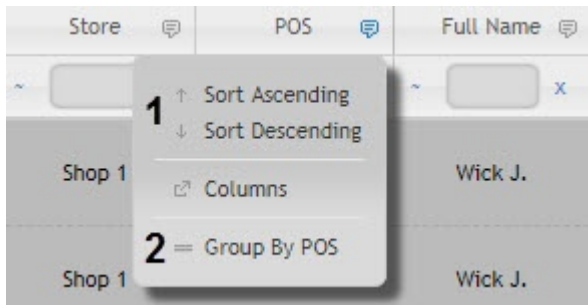 Store POS Full Name
~ ~ x
1 ↑ Sort Ascending
↓ Sort Descending
Shop 1 Wick J.
Columns
2 = Group By POS
Shop 1 Wick J.